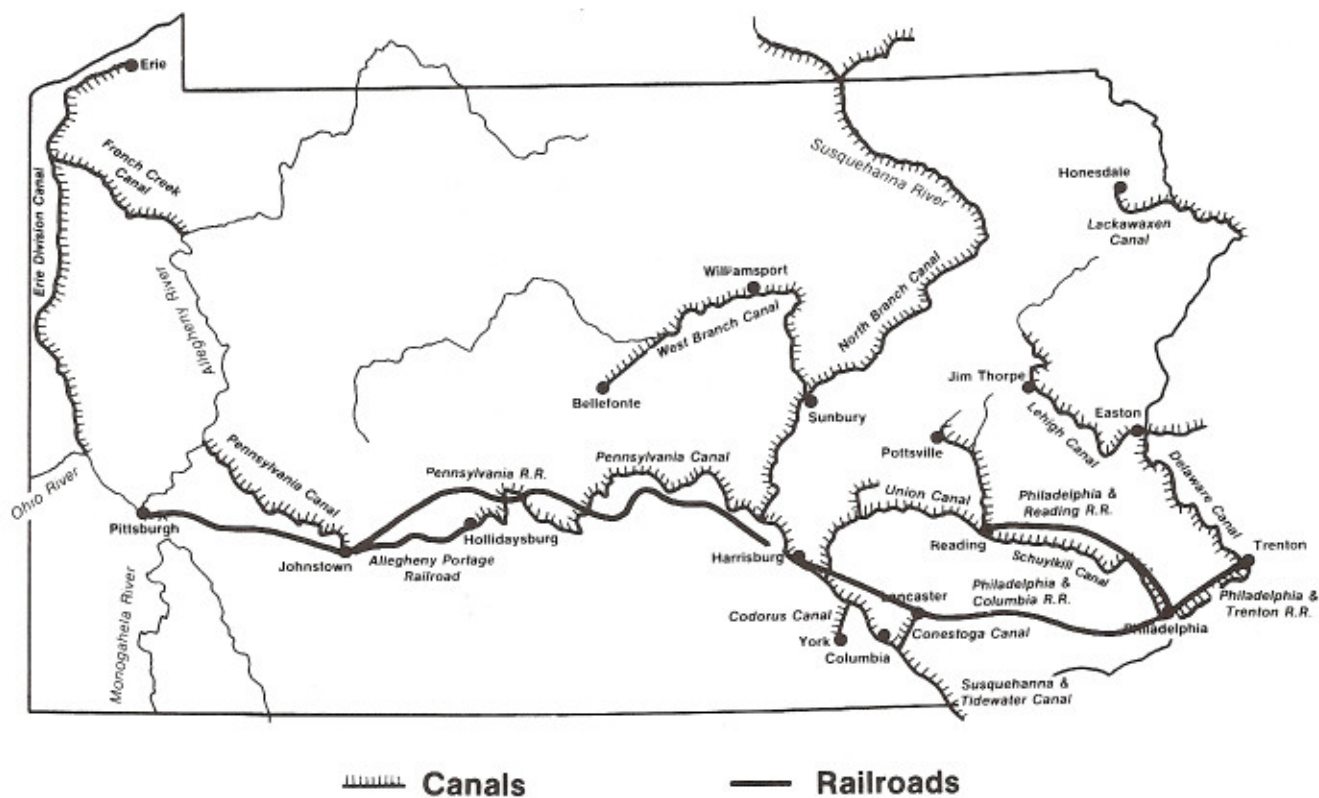 Erie
French Creek
Canal
Erie Division Canal
Allegheny River
Ohio River
Pittsburgh
Monogahela River
Pennsylvania Canal
Johnstown
Allegheny Portage
Railroad
Hollidaysburg
Pennsylvania R.R.
Pennsylvania Canal
Bellefonte
West Branch Canal
Williamsport
Susquehanna River
North Branch Canal
Sunbury
Honesdale
Lackawaxen
Canal
Jim Thorpe
Lehigh Canal
Easton
Delaware Canal
Pottsville
Union Canal
Philadelphia &
Reading R.R.
Reading
Schuylkill Canal
Trenton
Philadelphia &
Trenton R.R.
Philadelphia
Harrisburg
Lancaster
Philadelphia &
Columbia R.R.
Codorus Canal
York
Columbia
Conestoga Canal
Susquehanna &
Tidewater Canal
Canals
Railroads